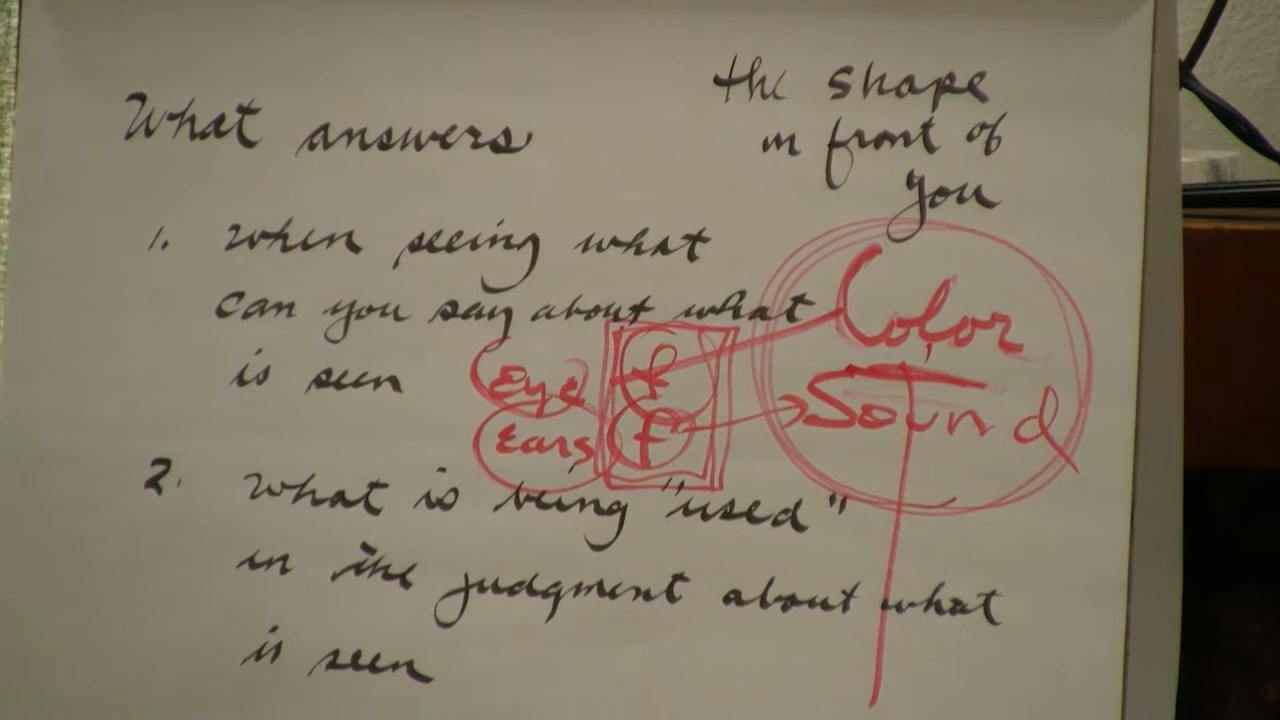 the shape
in front of
you
What answers
1. When seeing what
can you say about what
is seen
Color
Sound
eye f
Ears f
2. What is being "used"
in the judgment about what
is seen